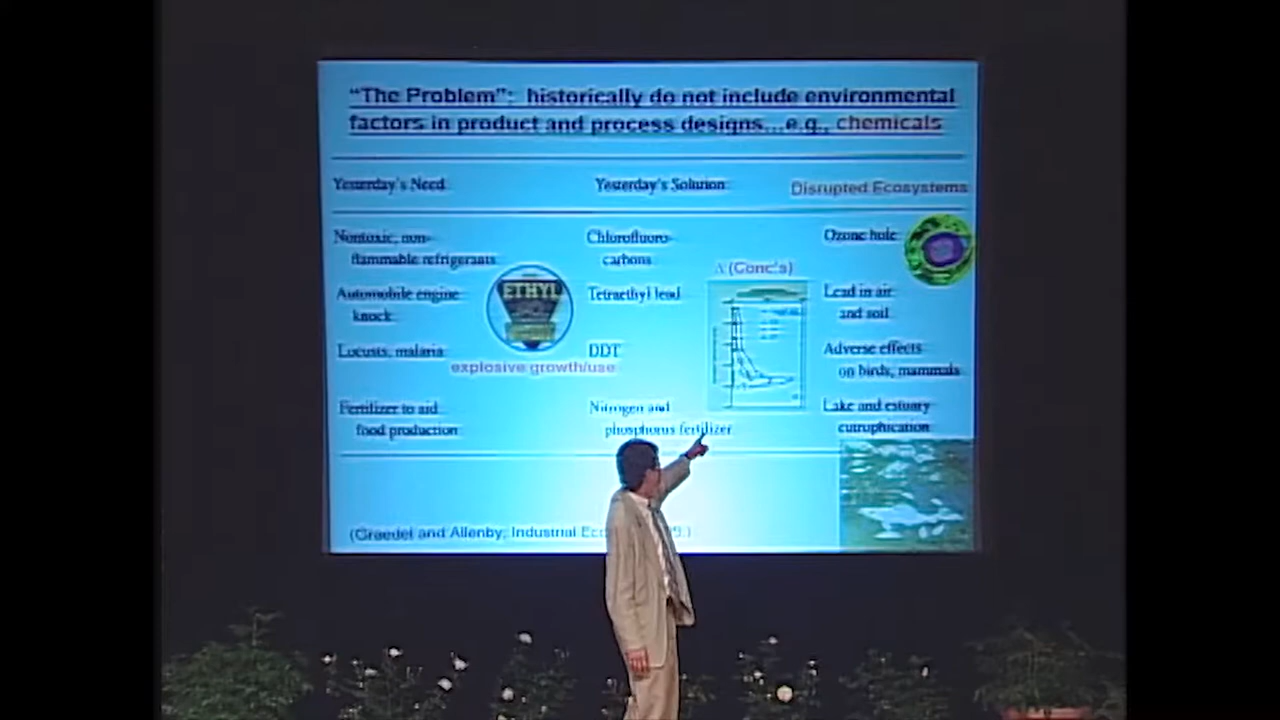 "The Problem": historically do not include environmental
factors in product and process designs...e.g., chemicals
Yesterday's Need
Yesterday's Solution
Disrupted Ecosystems
Nontoxic, non-
flammable refrigerants
Chlorofluoro-
carbons
Ozone hole
Δ (Conc's)
Automobile engine
knock
ETHYL
Tetraethyl lead
Lead in air
and soil
Locusts, malaria
DDT
Adverse effects
on birds, mammals
explosive growth/use
Fertilizer to aid
food production
Nitrogen and
phosphorus fertilizer
Lake and estuary
eutrophication
(Graedel and Allenby, Industrial